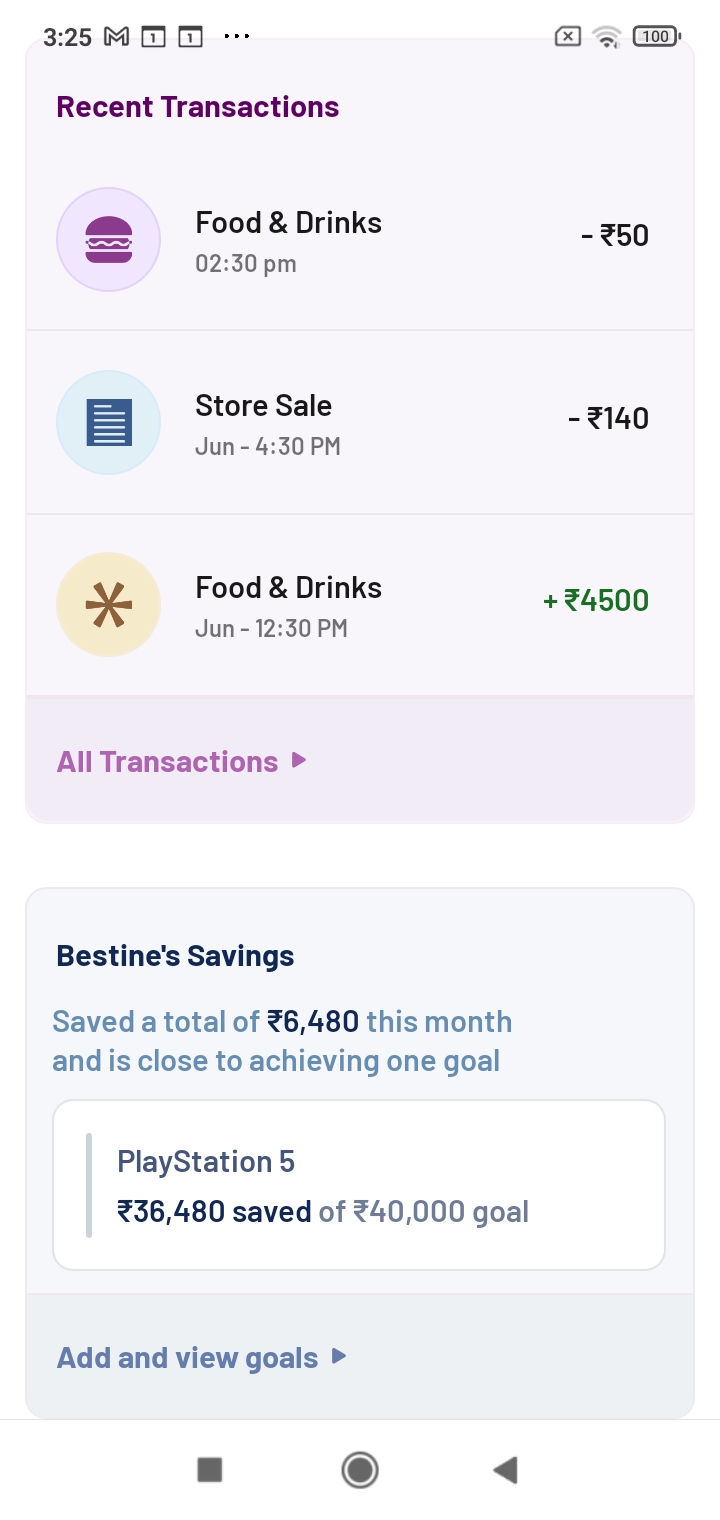 3:25 1 1 ... 100
Recent Transactions
Food & Drinks
02:30 pm
- ₹50
Store Sale
Jun - 4:30 PM
- ₹140
Food & Drinks
Jun - 12:30 PM
+ ₹4500
All Transactions
Bestine's Savings
Saved a total of ₹6,480 this month
and is close to achieving one goal
PlayStation 5
₹36,480 saved of ₹40,000 goal
Add and view goals